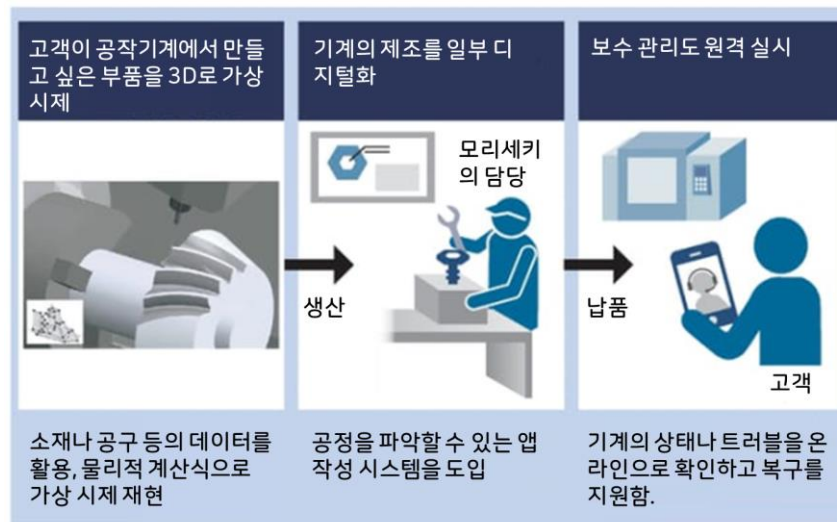 고객이 공작기계에서 만들
고 싶은 부품을 3D로 가상
시제
기계의 제조를 일부 디
지털화
보수 관리도 원격 실시
모리세키
의 담당
생산
납품
고객
소재나 공구 등의 데이터를
활용, 물리적 계산식으로
가상 시제 재현
공정을 파악할 수 있는 앱
작성 시스템을 도입
기계의 상태나 트러블을 온
라인으로 확인하고 복구를
지원함.